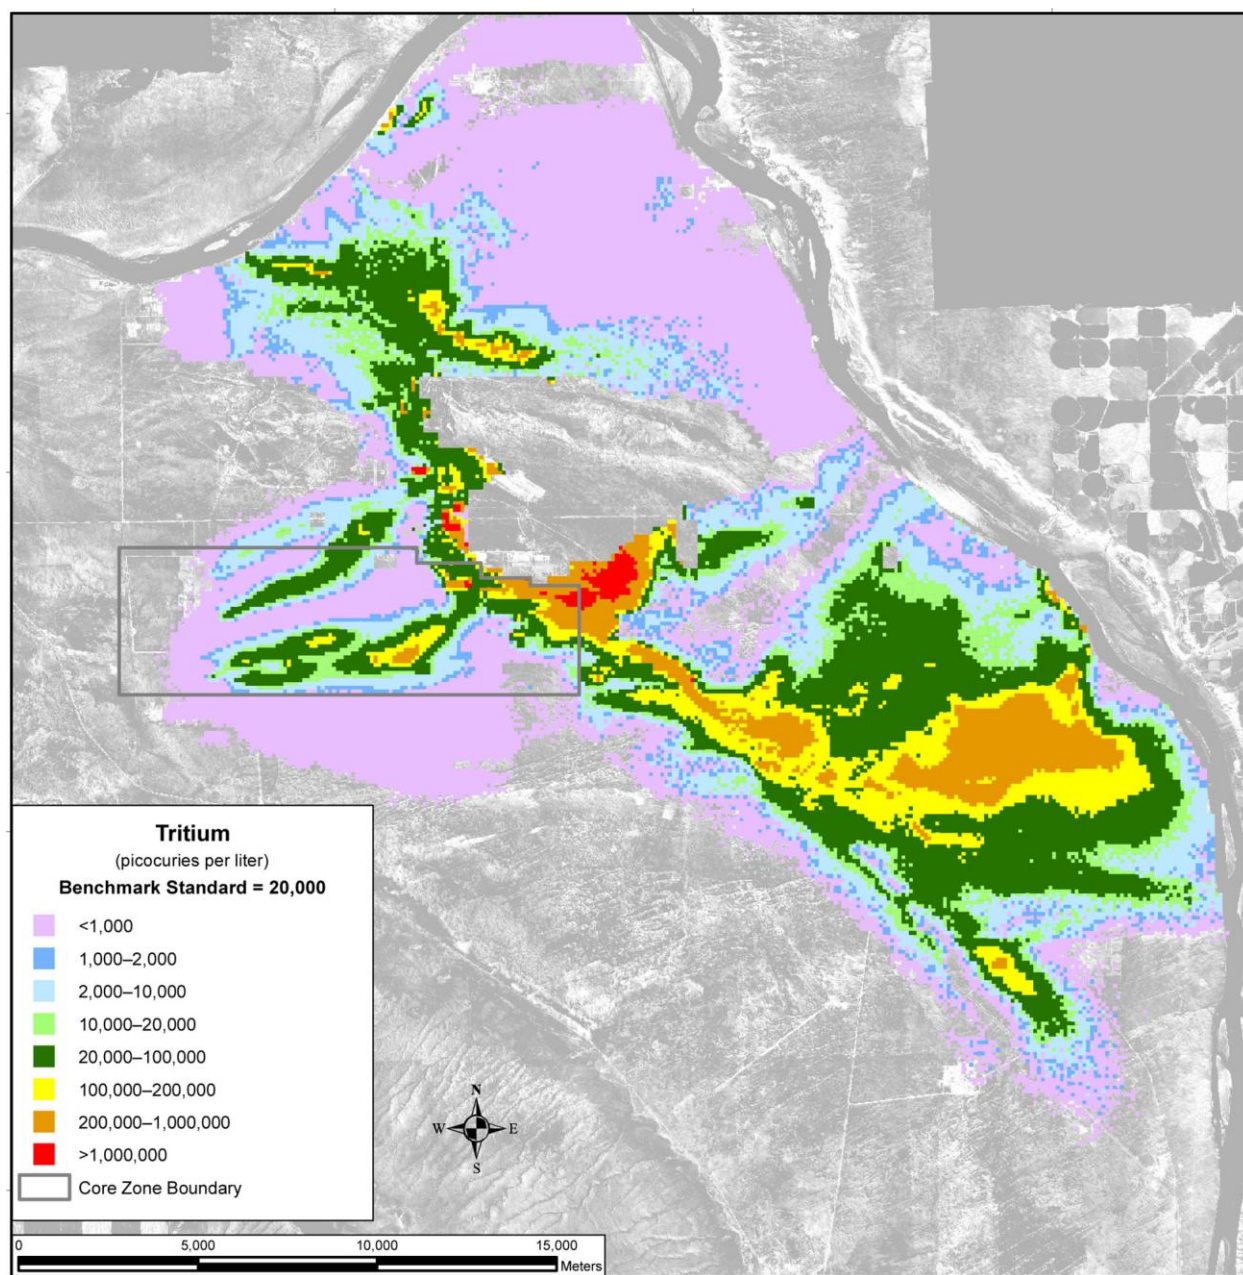 Tritium
(picocuries per liter)
Benchmark Standard = 20,000
<1,000
1,000–2,000
2,000–10,000
10,000–20,000
20,000–100,000
100,000–200,000
200,000–1,000,000
>1,000,000
Core Zone Boundary
N
W E
S
0 5,000 10,000 15,000
Meters